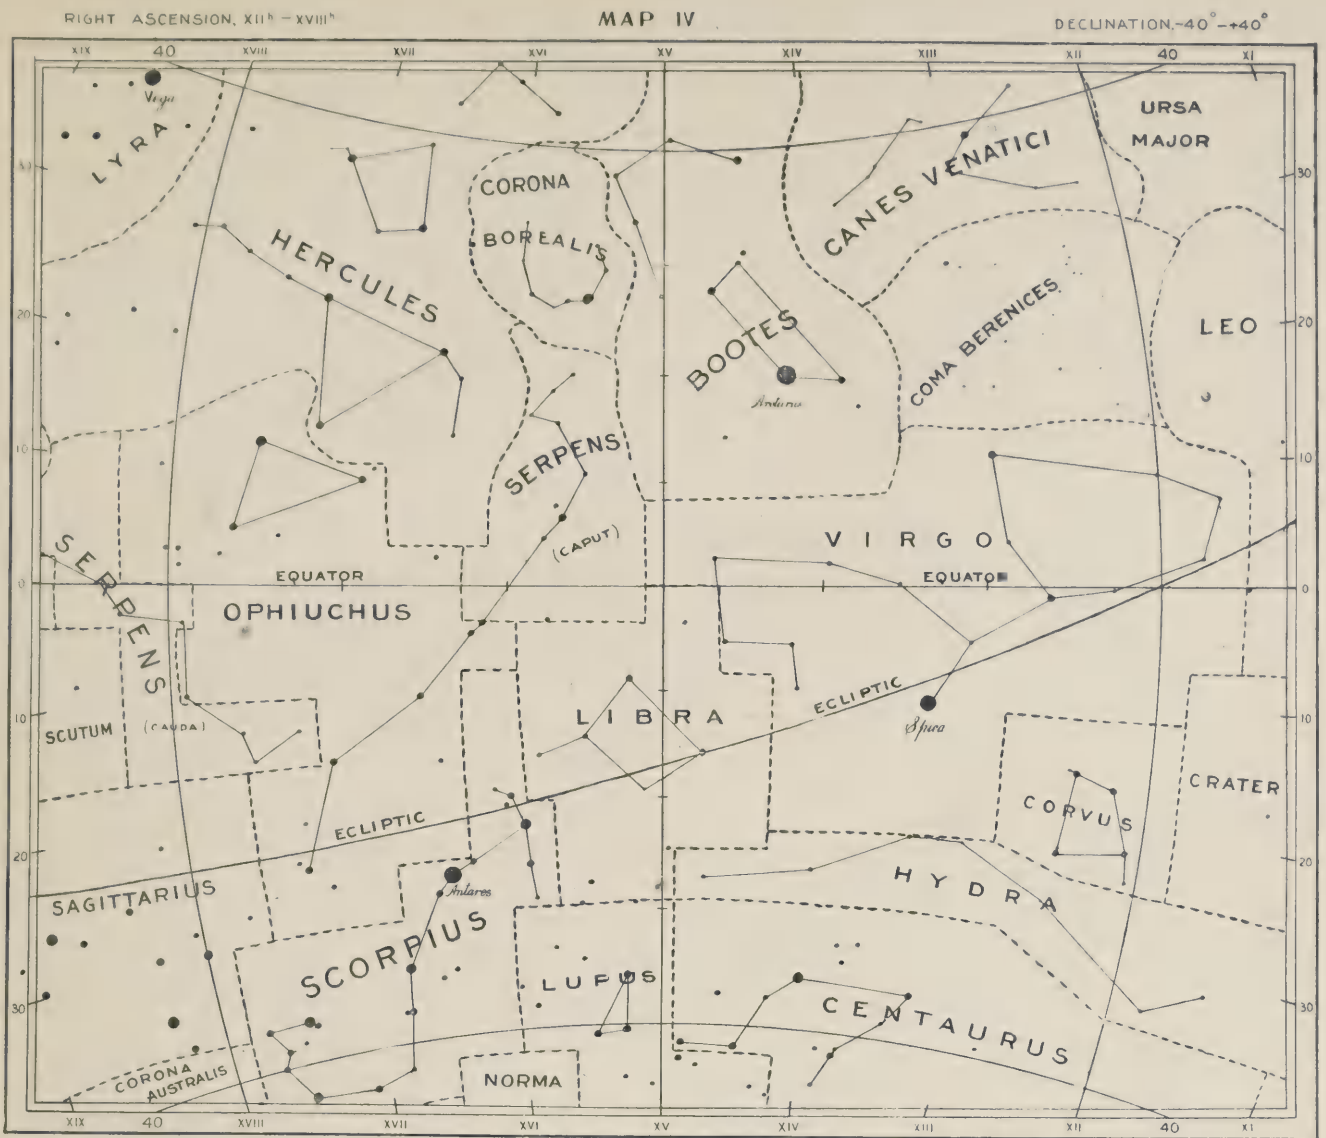 RIGHT ASCENSION, XIIʰ – XVIIIʰ
MAP IV
DECLINATION, -40° – +40°
XIX 40 XVIII XVII XVI XV XIV XIII XII 40 XI
Vega
LYRA
URSA
MAJOR
30
30
CORONA
BOREALIS
CANES VENATICI
HERCULES
20
20
BOOTES
COMA BERENICES
LEO
Arcturus
10
10
SERPENS
(CAPUT)
VIRGO
SERPENS
0
EQUATOR
EQUATO
0
OPHIUCHUS
ECLIPTIC
10
SCUTUM
(CAUDA)
LIBRA
Spica
10
CRATER
CORVUS
ECLIPTIC
20
20
SAGITTARIUS
Antares
HYDRA
SCORPIUS
LUPUS
30
CENTAURUS
30
CORONA
AUSTRALIS
NORMA
XIX 40 XVIII XVII XVI XV XIV XIII XII 40 XI